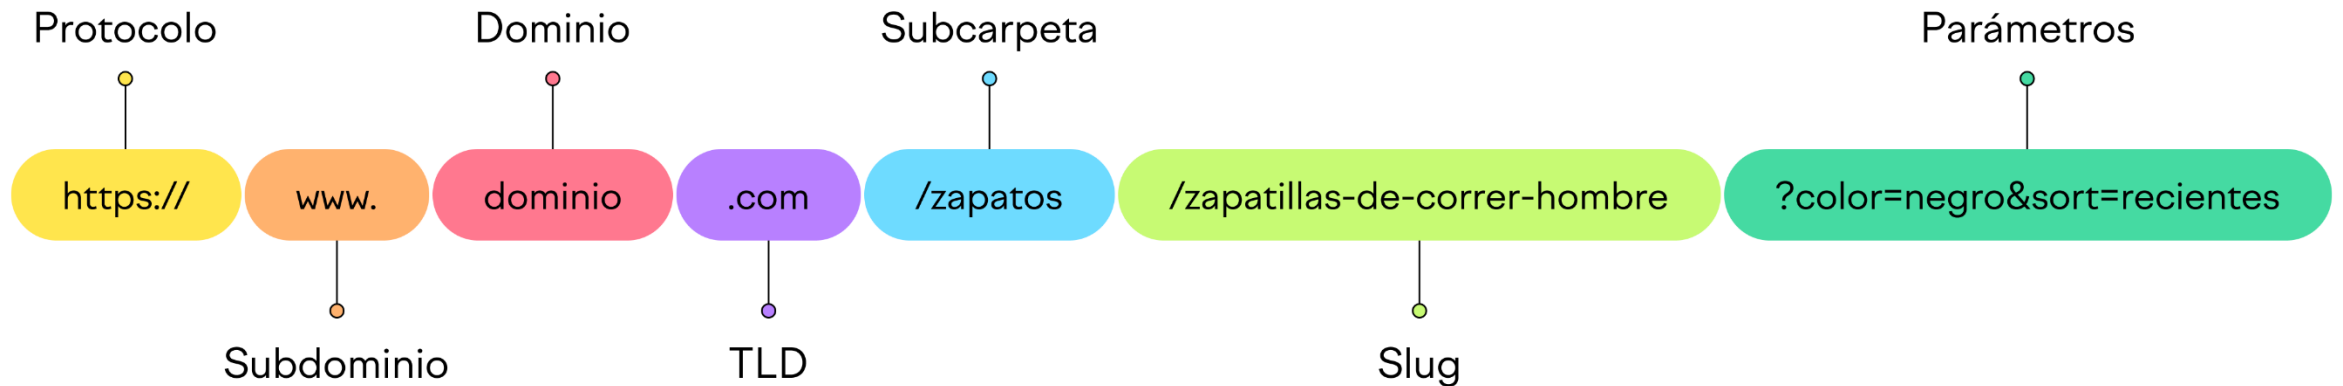 Protocolo Dominio Subcarpeta Parámetros
https:// www. dominio .com /zapatos /zapatillas-de-correr-hombre ?color=negro&sort=recientes
Subdominio TLD Slug